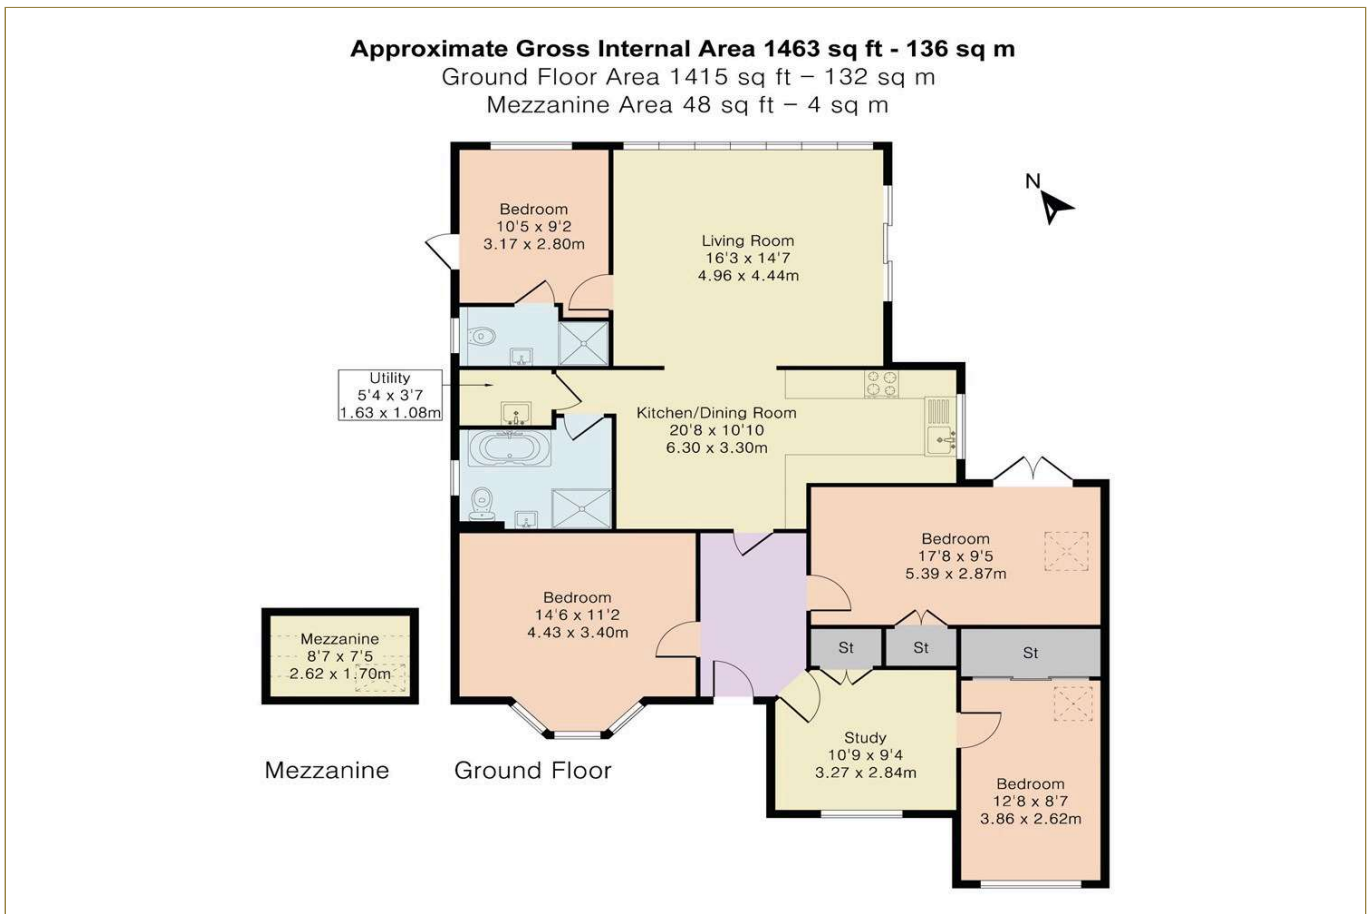 Approximate Gross Internal Area 1463 sq ft - 136 sq m
Ground Floor Area 1415 sq ft – 132 sq m
Mezzanine Area 48 sq ft – 4 sq m
N
Bedroom
10'5 x 9'2
3.17 x 2.80m
Living Room
16'3 x 14'7
4.96 x 4.44m
Utility
5'4 x 3'7
1.63 x 1.08m
Kitchen/Dining Room
20'8 x 10'10
6.30 x 3.30m
Bedroom
17'8 x 9'5
5.39 x 2.87m
Bedroom
14'6 x 11'2
4.43 x 3.40m
Mezzanine
8'7 x 7'5
2.62 x 1.70m
St
St
St
Study
10'9 x 9'4
3.27 x 2.84m
Bedroom
12'8 x 8'7
3.86 x 2.62m
Mezzanine
Ground Floor